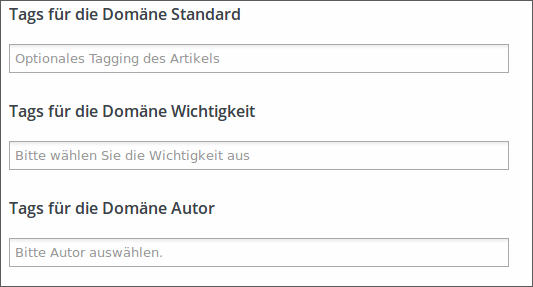 Tags für die Domäne Standard
Optionales Tagging des Artikels
Tags für die Domäne Wichtigkeit
Bitte wählen Sie die Wichtigkeit aus
Tags für die Domäne Autor
Bitte Autor auswählen.